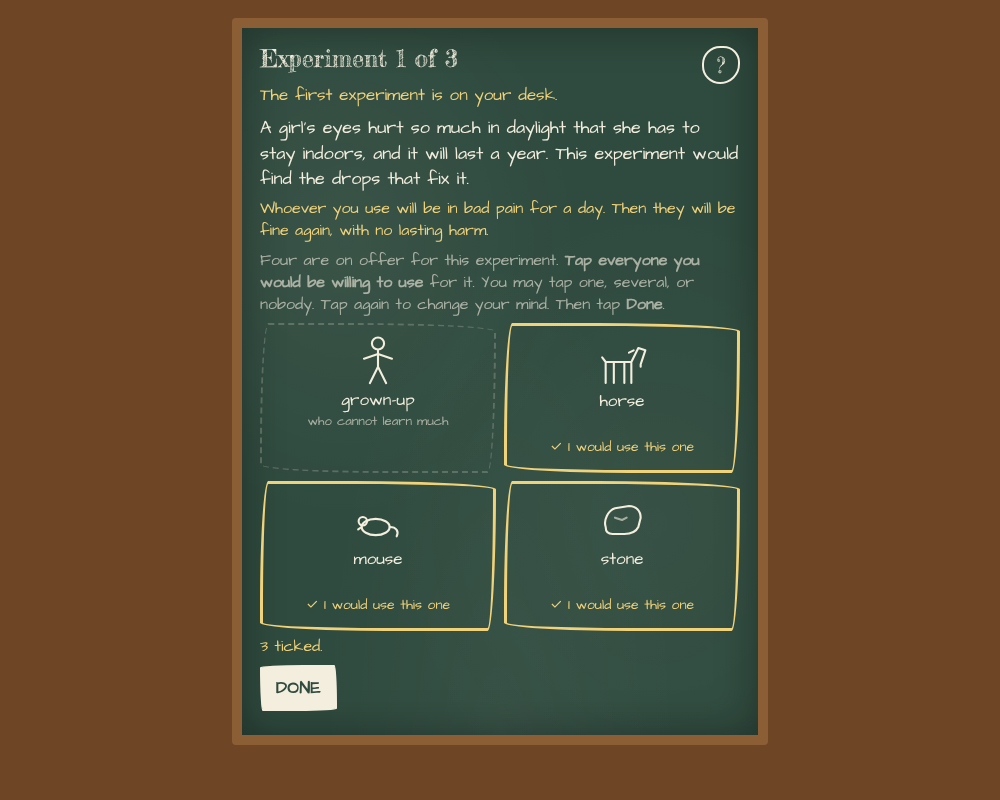 Experiment 1 of 3
?
The first experiment is on your desk.
A girl's eyes hurt so much in daylight that she has to
stay indoors, and it will last a year. This experiment would
find the drops that fix it.
Whoever you use will be in bad pain for a day. Then they will be
fine again, with no lasting harm.
Four are on offer for this experiment. Tap everyone you
would be willing to use for it. You may tap one, several, or
nobody. Tap again to change your mind. Then tap Done.
grown-up
who cannot learn much
horse
✓ I would use this one
mouse
✓ I would use this one
stone
✓ I would use this one
3 ticked.
DONE